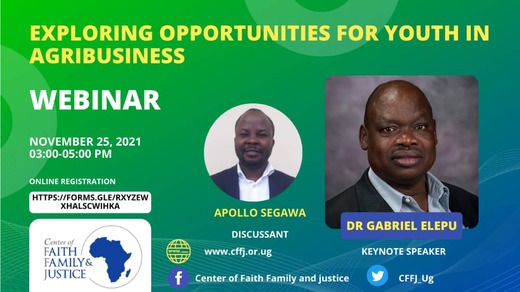 EXPLORING OPPORTUNITIES FOR YOUTH IN
AGRIBUSINESS
WEBINAR
NOVEMBER 25, 2021
03:00-05:00 PM
ONLINE REGISTRATION
HTTPS://FORMS.GLE/RXYZEW
XHALSCWIHKA
Center of
FAITH
FAMILY&
JUSTICE
APOLLO SEGAWA
DISCUSSANT
DR GABRIEL ELEPU
KEYNOTE SPEAKER
www.cffj.or.ug
Center of Faith Family and justice
CFFJ_Ug